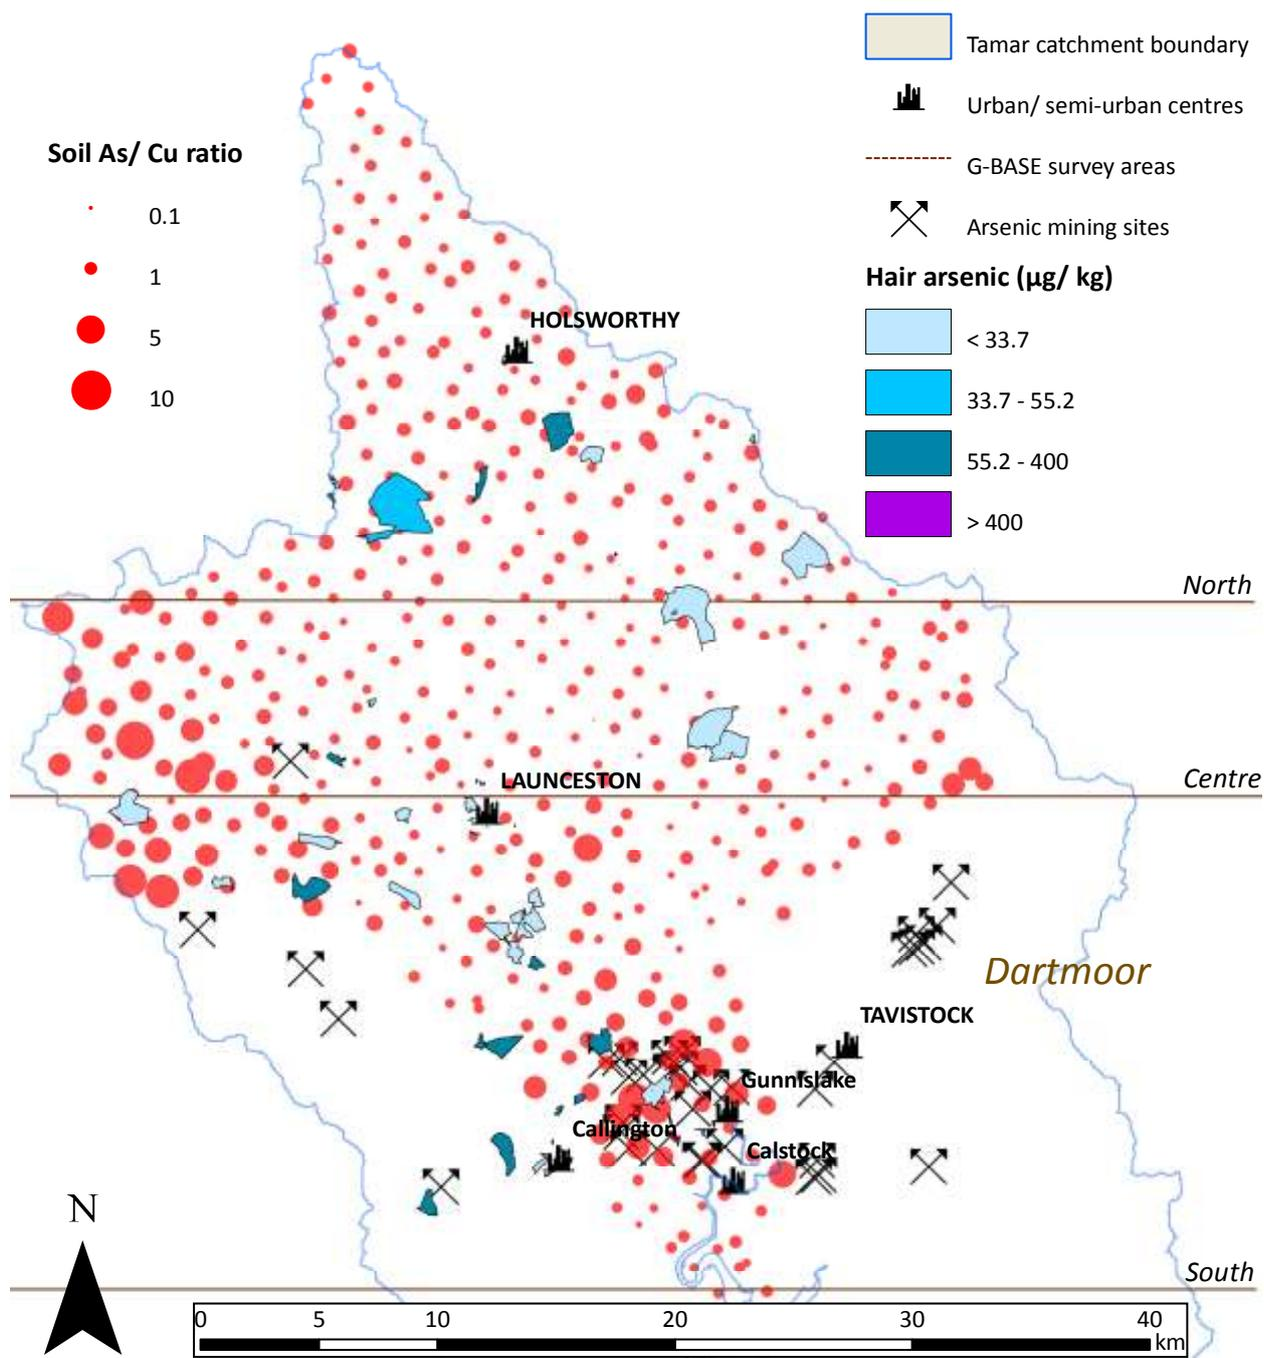 Tamar catchment boundary
Urban/ semi-urban centres
G-BASE survey areas
Arsenic mining sites
Hair arsenic (µg/ kg)
< 33.7
33.7 - 55.2
55.2 - 400
> 400
Soil As/ Cu ratio
0.1
1
5
10
HOLSWORTHY
North
LAUNCESTON
Centre
Dartmoor
TAVISTOCK
Gunnislake
Callington
Calstock
N
South
0 5 10 20 30 40
km